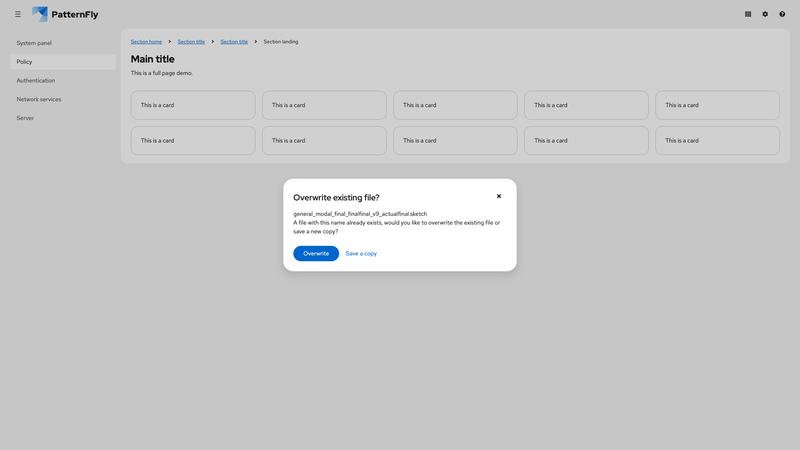 PatternFly
System panel
Policy
Authentication
Network services
Server
Section home Section title Section title Section landing
Main title
This is a full page demo.
This is a card This is a card This is a card This is a card This is a card
This is a card This is a card This is a card This is a card This is a card
Overwrite existing file?
general_modal_final_finalfinal_v9_actualfinal.sketch
A file with this name already exists, would you like to overwrite the existing file or
save a new copy?
Overwrite Save a copy